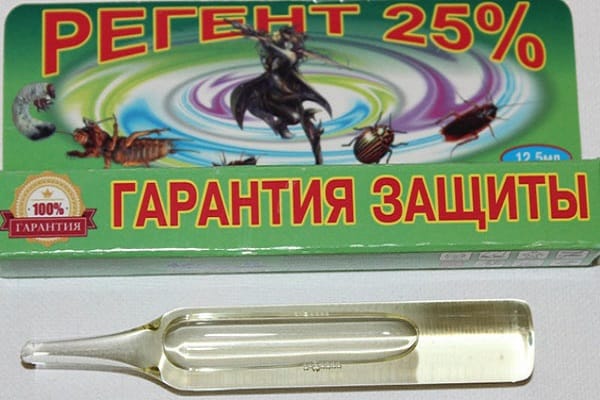 РЕГЕНТ 25%
12,5мл
100%
ГАРАНТИЯ
ГАРАНТИЯ ЗАЩИТЫ